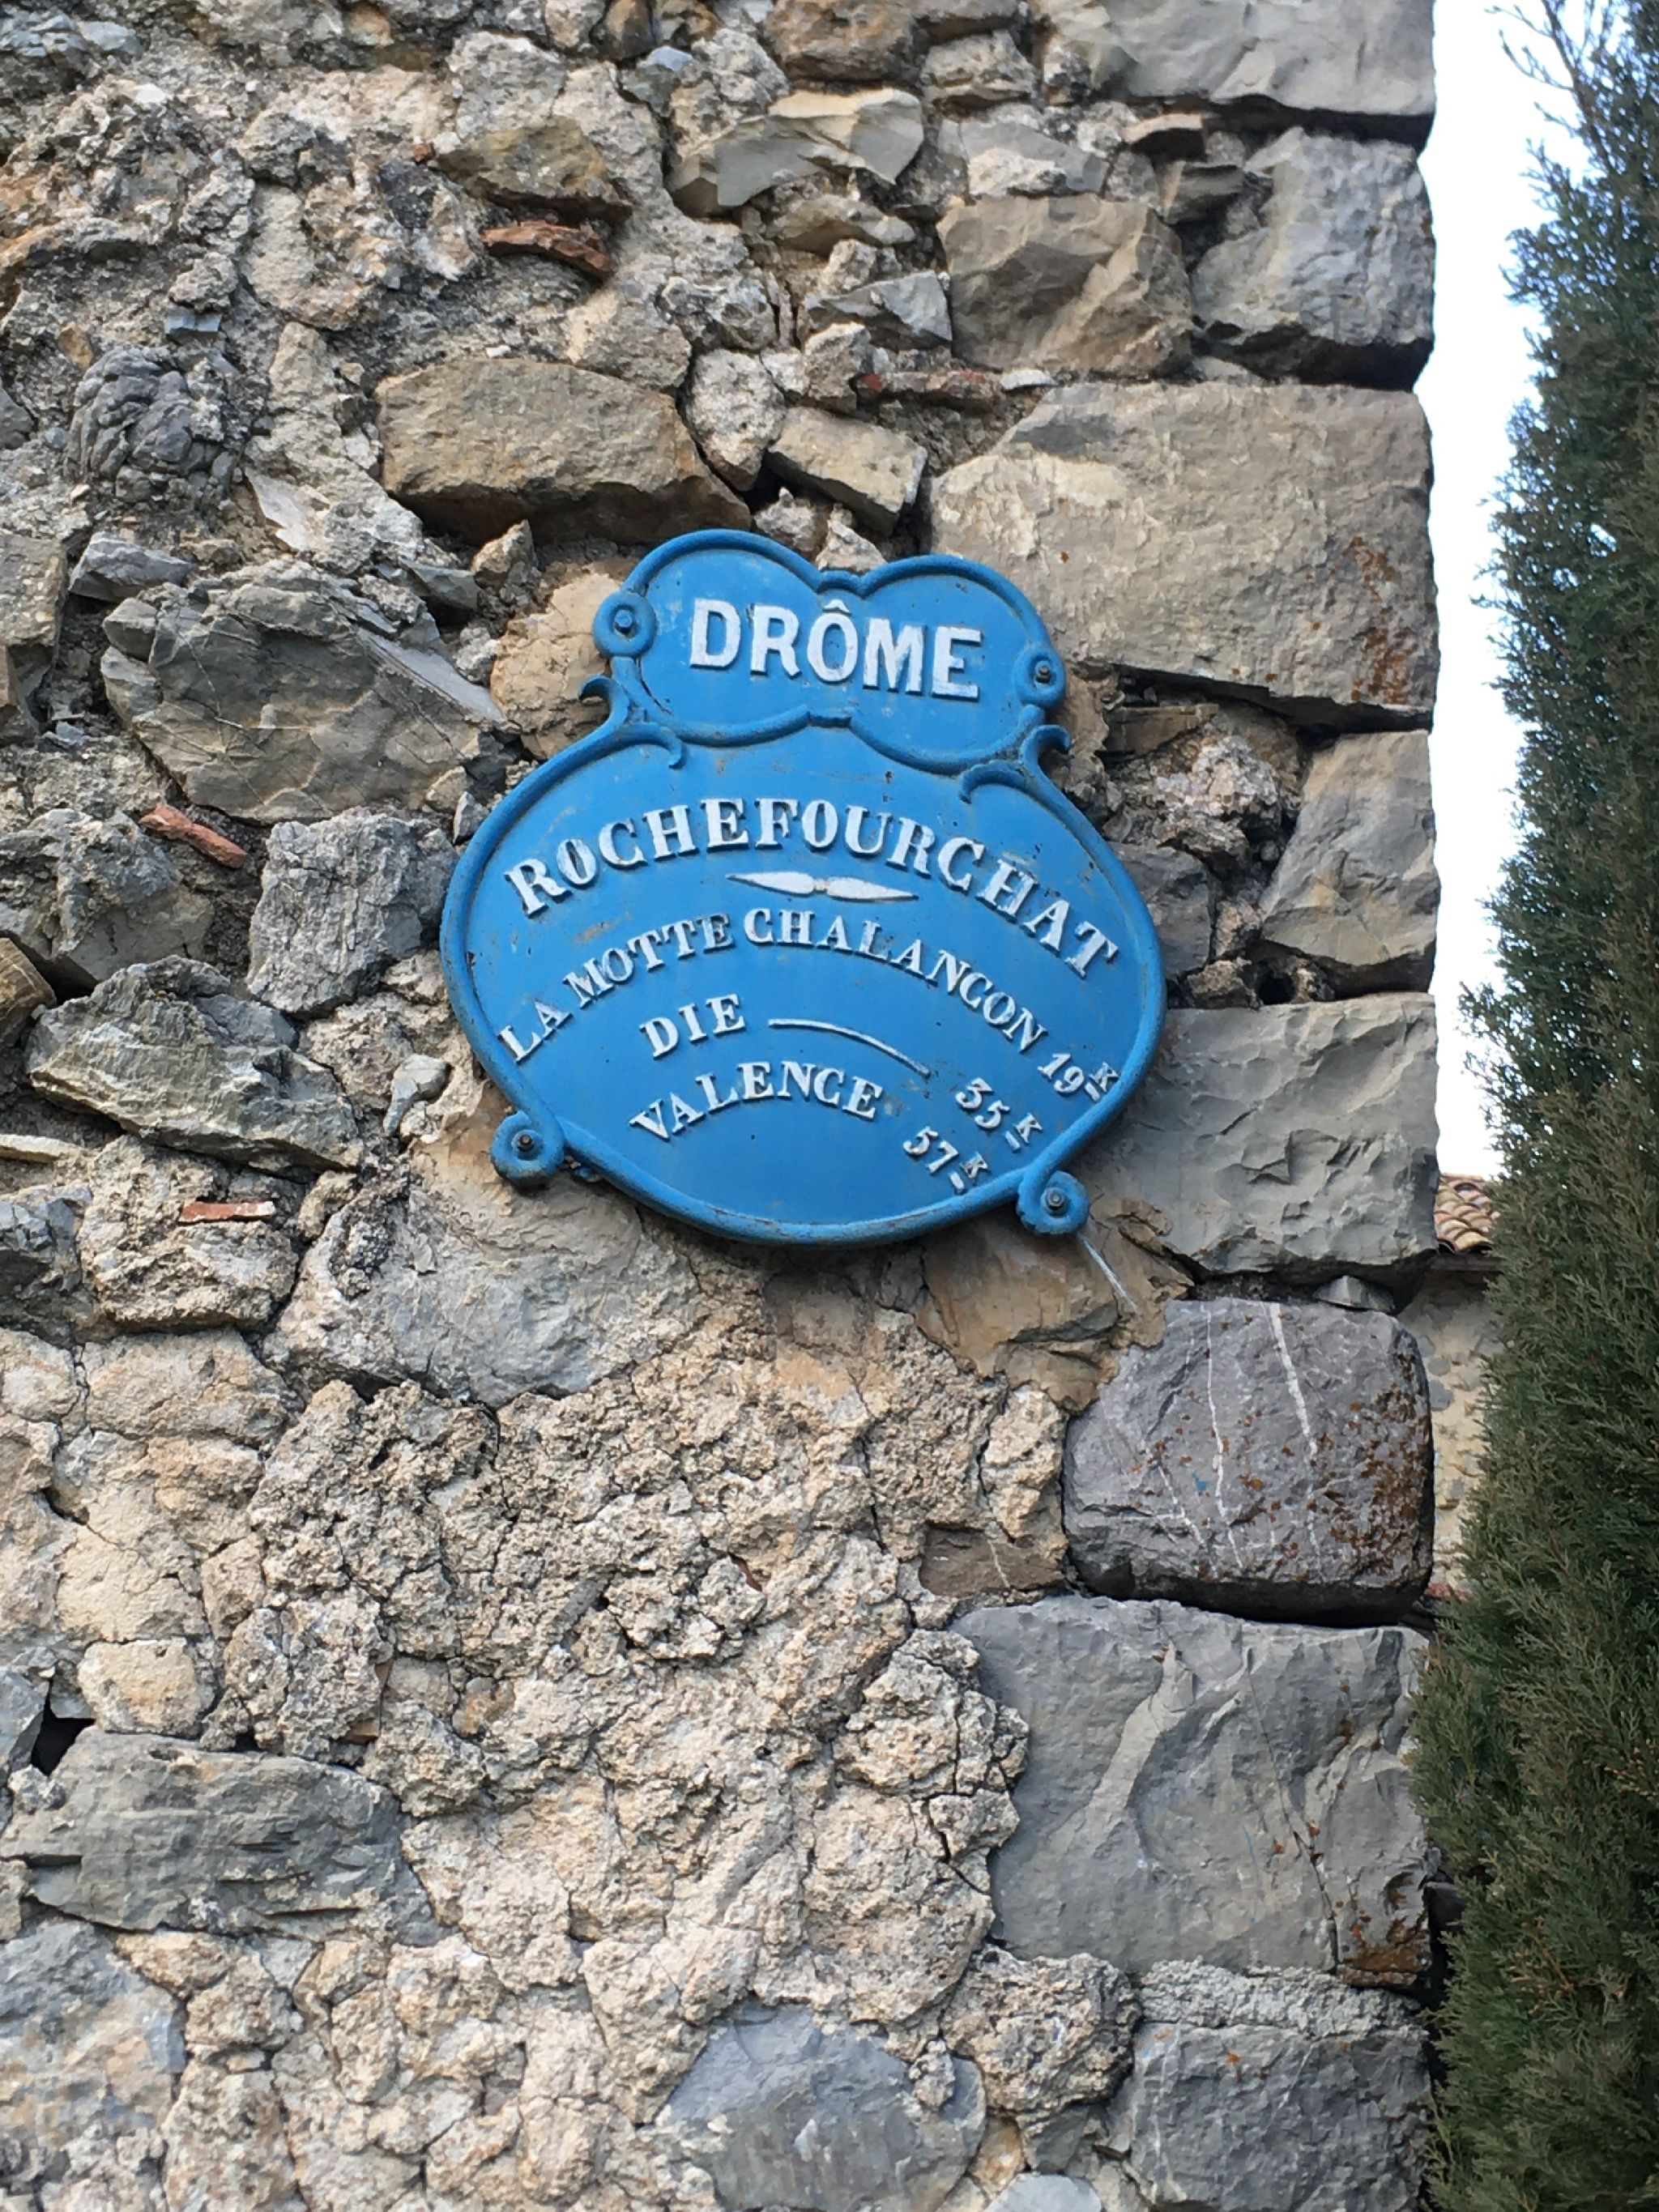 DRÔME
ROCHEFOURCHAT
LA MOTTE CHALANCON 19K
DIE 35K
VALENCE 57K